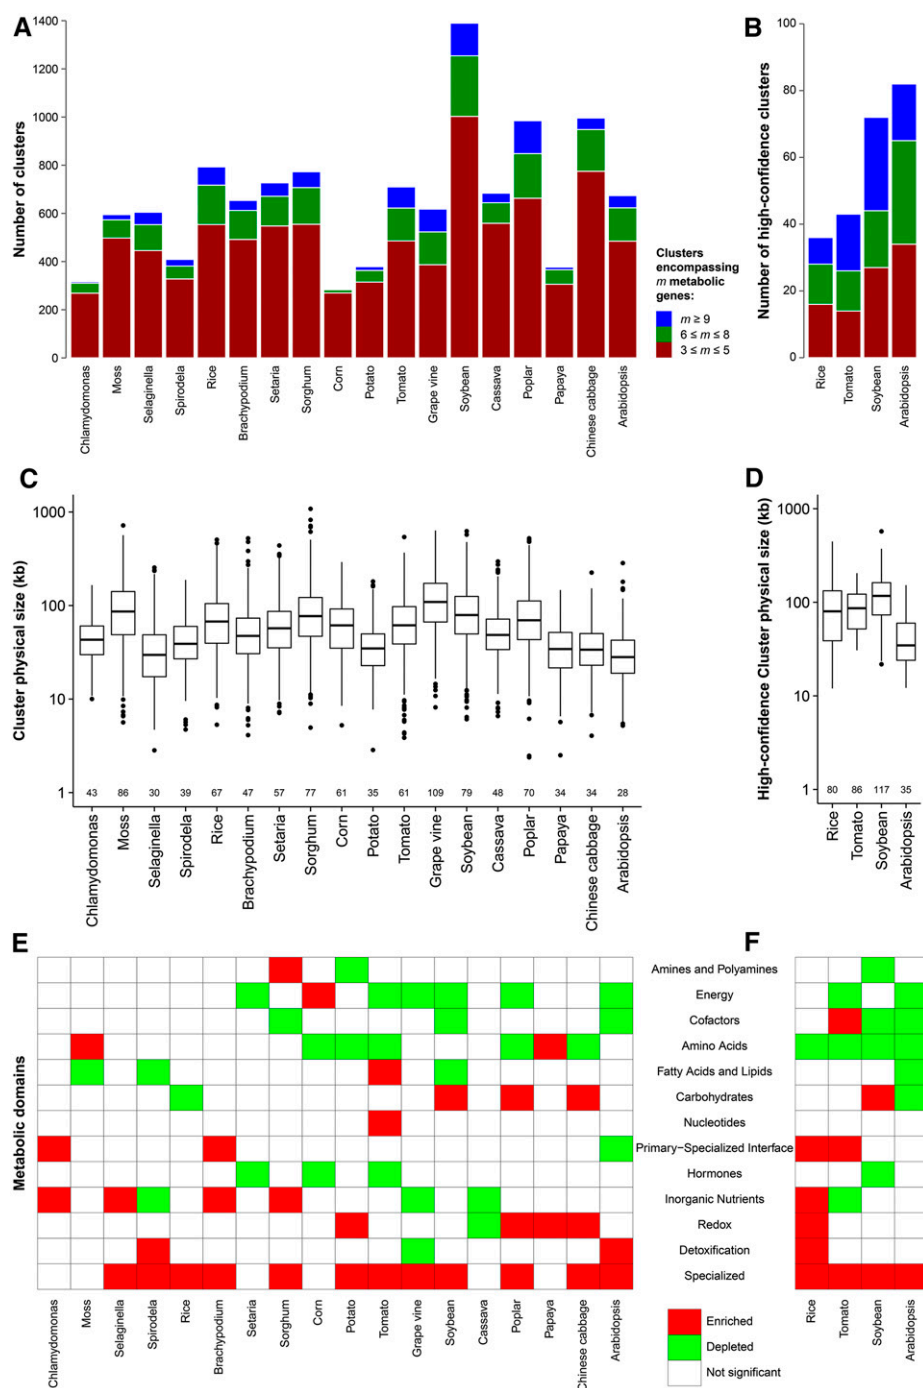 A
Number of clusters
1400
1200
1000
800
600
400
200
0
Chlamydomonas
Moss
Selaginella
Spirodela
Rice
Brachypodium
Setaria
Sorghum
Corn
Potato
Tomato
Grape vine
Soybean
Cassava
Poplar
Papaya
Chinese cabbage
Arabidopsis
Clusters
encompassing
m metabolic
genes:
m ≥ 9
6 ≤ m ≤ 8
3 ≤ m ≤ 5
B
Number of high-confidence clusters
100
80
60
40
20
0
Rice
Tomato
Soybean
Arabidopsis
C
Cluster physical size (kb)
1000
100
10
1
43 86 30 39 67 47 57 77 61 35 61 109 79 48 70 34 34 28
Chlamydomonas
Moss
Selaginella
Spirodela
Rice
Brachypodium
Setaria
Sorghum
Corn
Potato
Tomato
Grape vine
Soybean
Cassava
Poplar
Papaya
Chinese cabbage
Arabidopsis
D
High-confidence Cluster physical size (kb)
1000
100
10
1
80 86 117 35
Rice
Tomato
Soybean
Arabidopsis
E
Metabolic domains
Amines and Polyamines
Energy
Cofactors
Amino Acids
Fatty Acids and Lipids
Carbohydrates
Nucleotides
Primary-Specialized Interface
Hormones
Inorganic Nutrients
Redox
Detoxification
Specialized
Chlamydomonas
Moss
Selaginella
Spirodela
Rice
Brachypodium
Setaria
Sorghum
Corn
Potato
Tomato
Grape vine
Soybean
Cassava
Poplar
Papaya
Chinese cabbage
Arabidopsis
F
Rice
Tomato
Soybean
Arabidopsis
Enriched
Depleted
Not significant